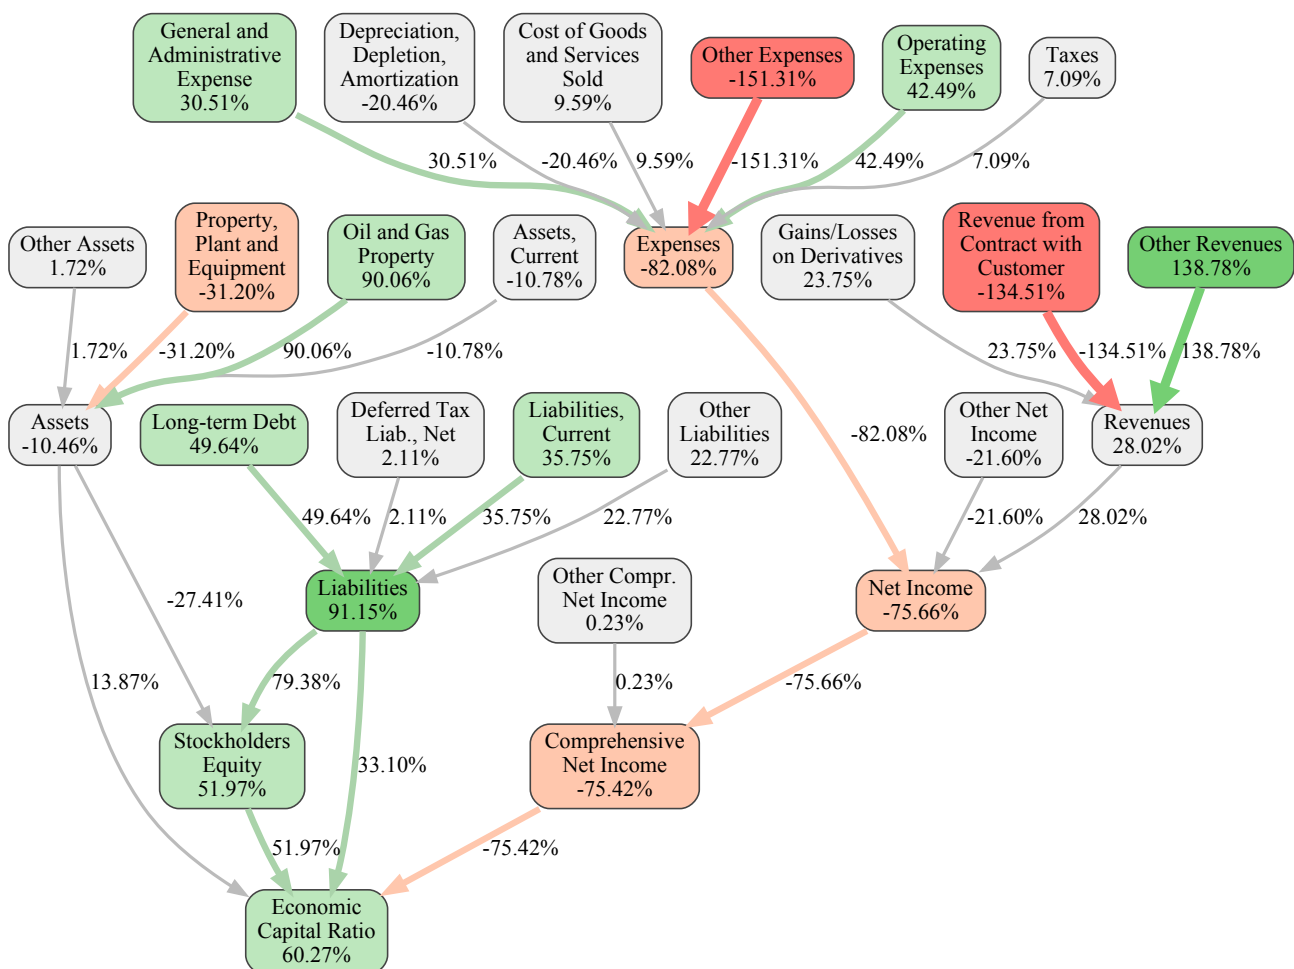 General and
Administrative
Expense
30.51%
Depreciation,
Depletion,
Amortization
-20.46%
Cost of Goods
and Services
Sold
9.59%
Other Expenses
-151.31%
Operating
Expenses
42.49%
Taxes
7.09%
30.51%
-20.46%
9.59%
-151.31%
42.49%
7.09%
Other Assets
1.72%
Property,
Plant and
Equipment
-31.20%
Oil and Gas
Property
90.06%
Assets,
Current
-10.78%
Expenses
-82.08%
Gains/Losses
on Derivatives
23.75%
Revenue from
Contract with
Customer
-134.51%
Other Revenues
138.78%
1.72%
-31.20%
90.06%
-10.78%
23.75%
-134.51%
138.78%
Assets
-10.46%
Long-term Debt
49.64%
Deferred Tax
Liab., Net
2.11%
Liabilities,
Current
35.75%
Other
Liabilities
22.77%
-82.08%
Other Net
Income
-21.60%
Revenues
28.02%
49.64%
2.11%
35.75%
22.77%
-21.60%
28.02%
-27.41%
Liabilities
91.15%
Other Compr.
Net Income
0.23%
Net Income
-75.66%
13.87%
79.38%
0.23%
-75.66%
Stockholders
Equity
51.97%
33.10%
Comprehensive
Net Income
-75.42%
51.97%
-75.42%
Economic
Capital Ratio
60.27%